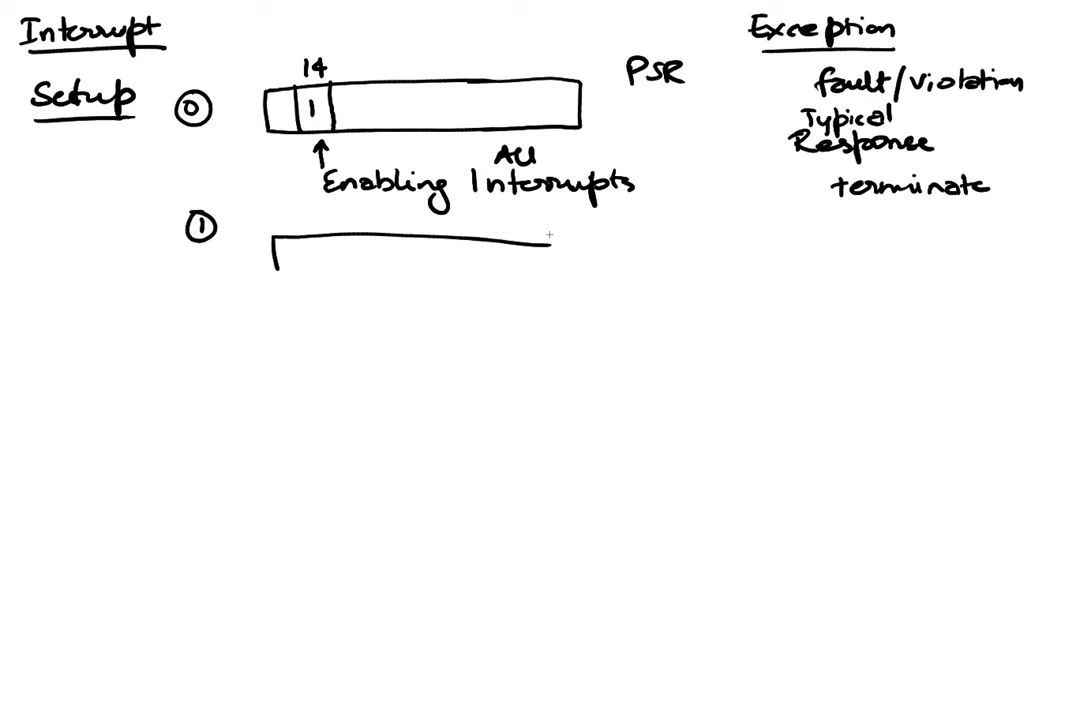 Interrupt
Setup
0
14
1
PSR
All
Enabling Interrupts
1
Exception
fault/violation
Typical
Response
terminate